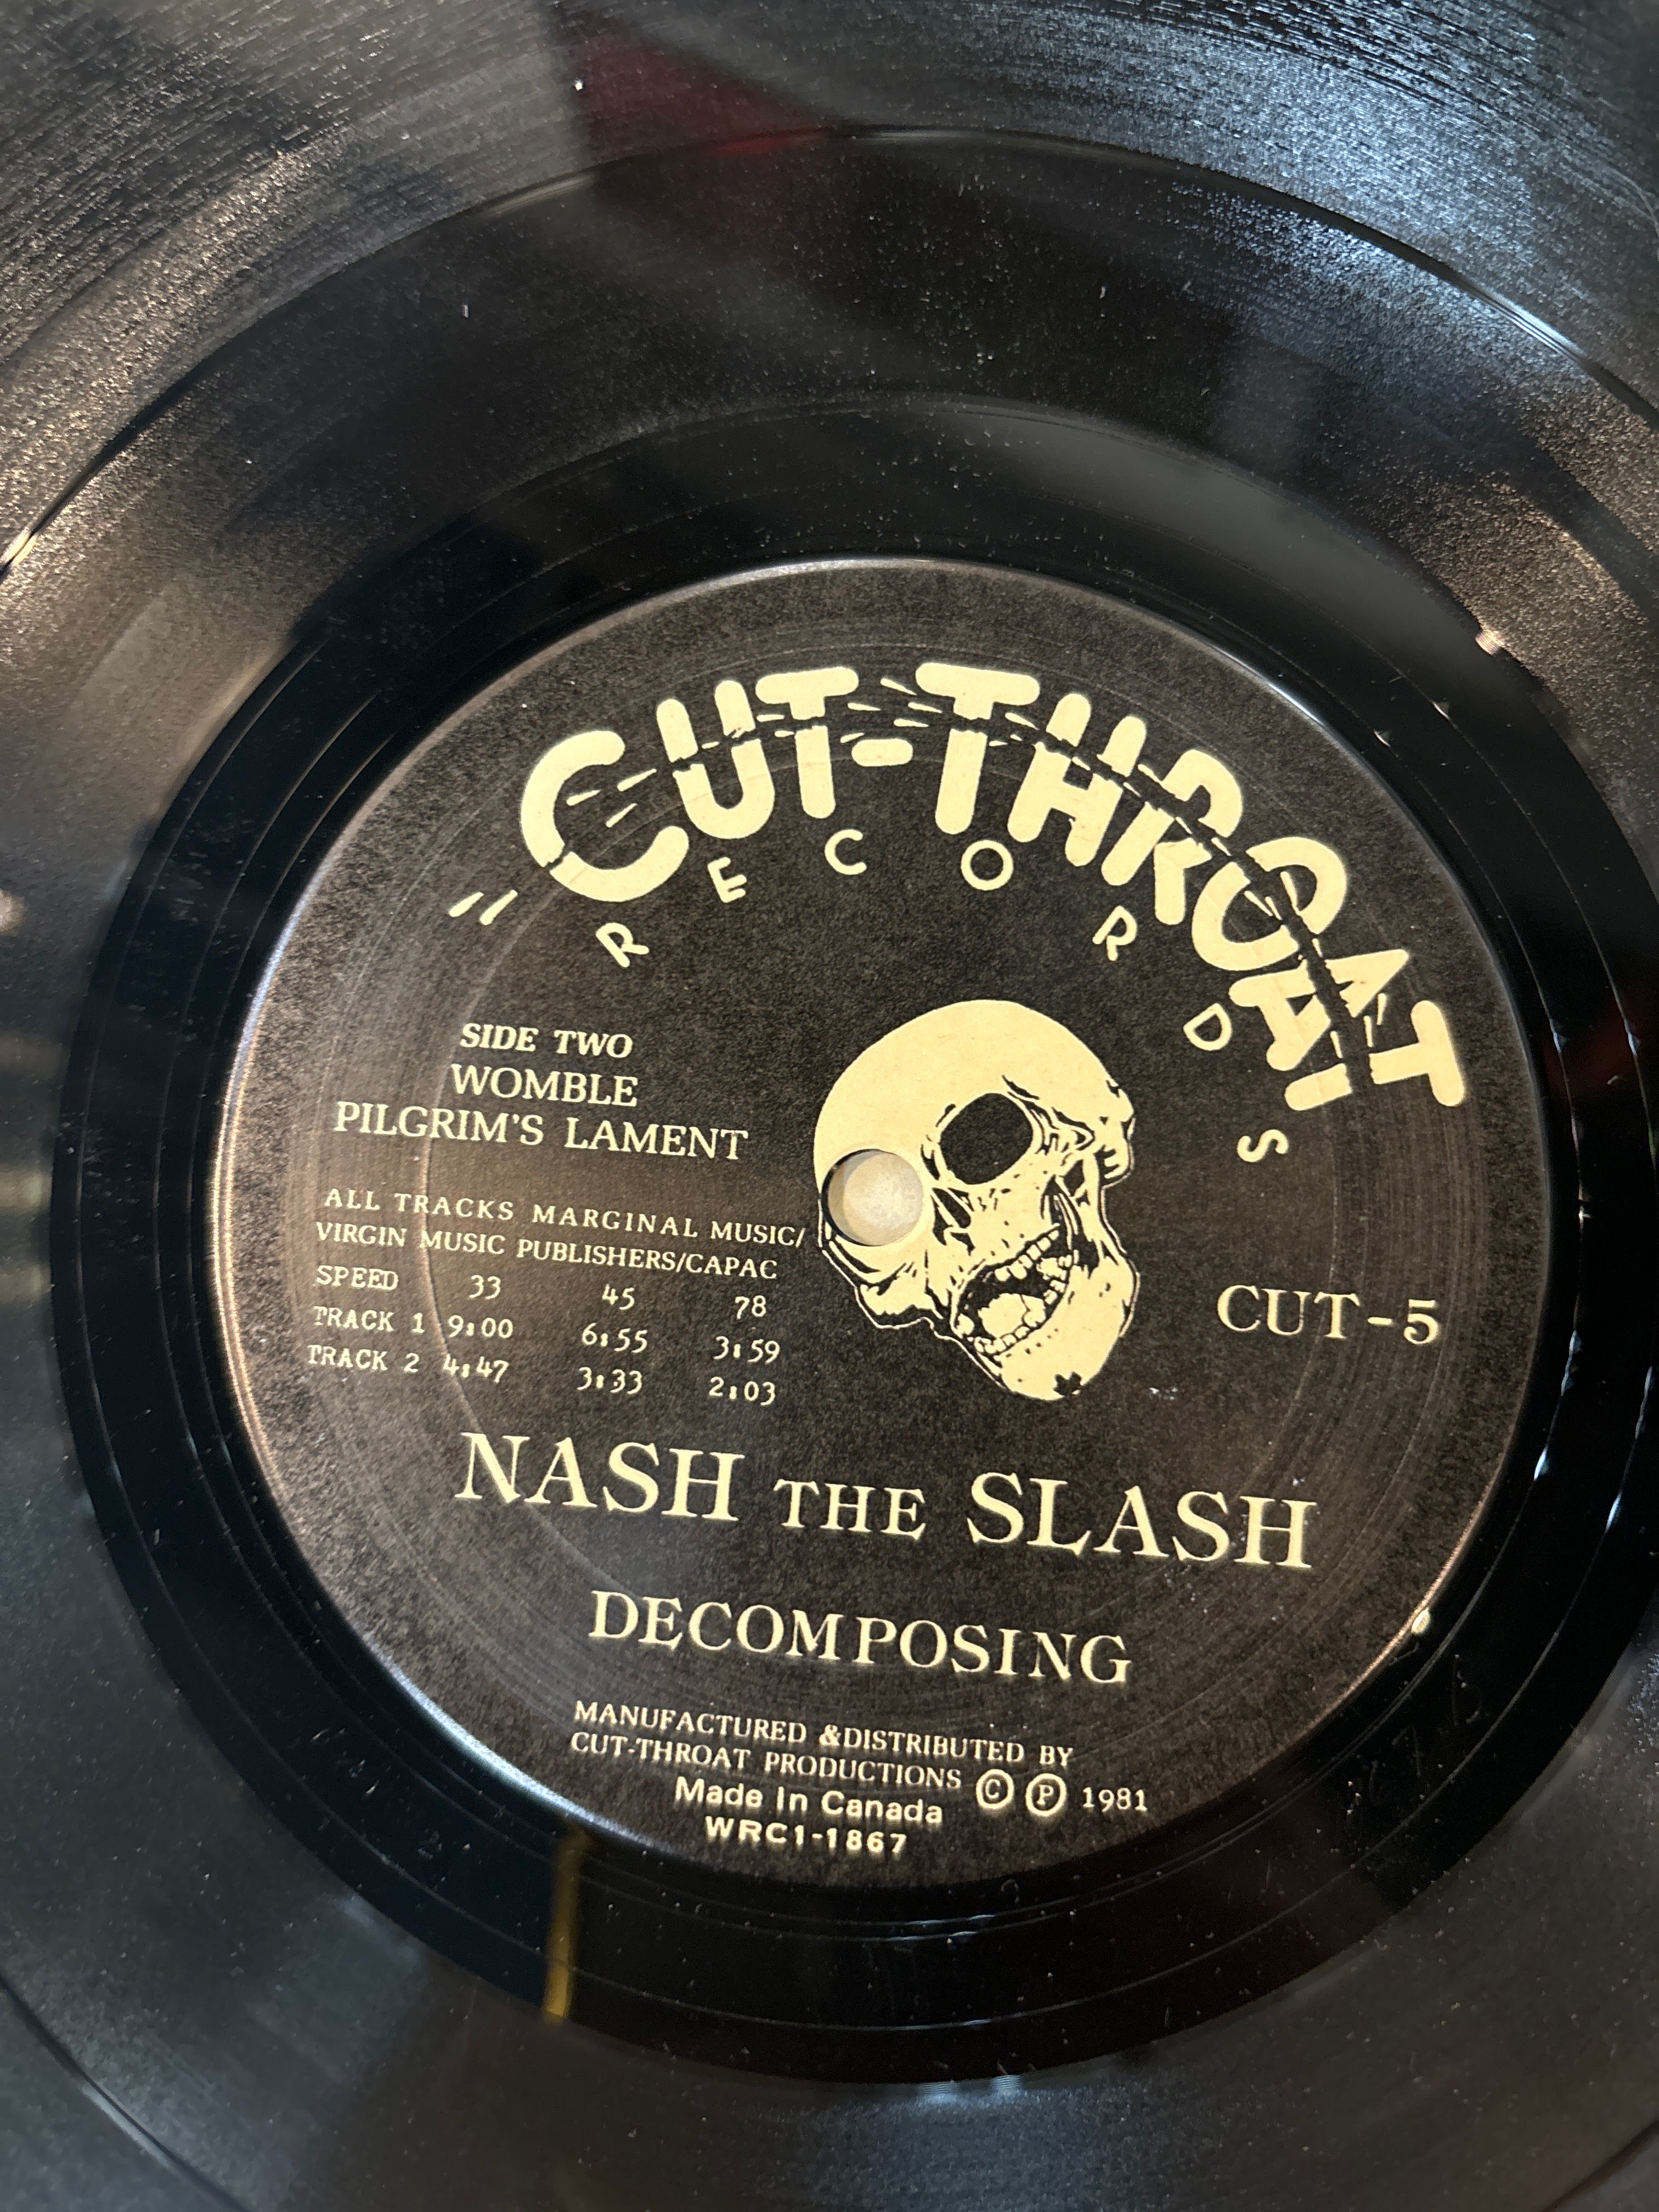 "CUT-THROAT
RECORDS
SIDE TWO
WOMBLE
PILGRIM'S LAMENT
ALL TRACKS MARGINAL MUSIC/
VIRGIN MUSIC PUBLISHERS/CAPAC
SPEED 33 45 78
TRACK 1 9:00 6:55 3:59
TRACK 2 4:47 3:33 2:03
CUT-5
NASH THE SLASH
DECOMPOSING
MANUFACTURED &DISTRIBUTED BY
CUT-THROAT PRODUCTIONS © ℗ 1981
Made In Canada
WRC1-1867